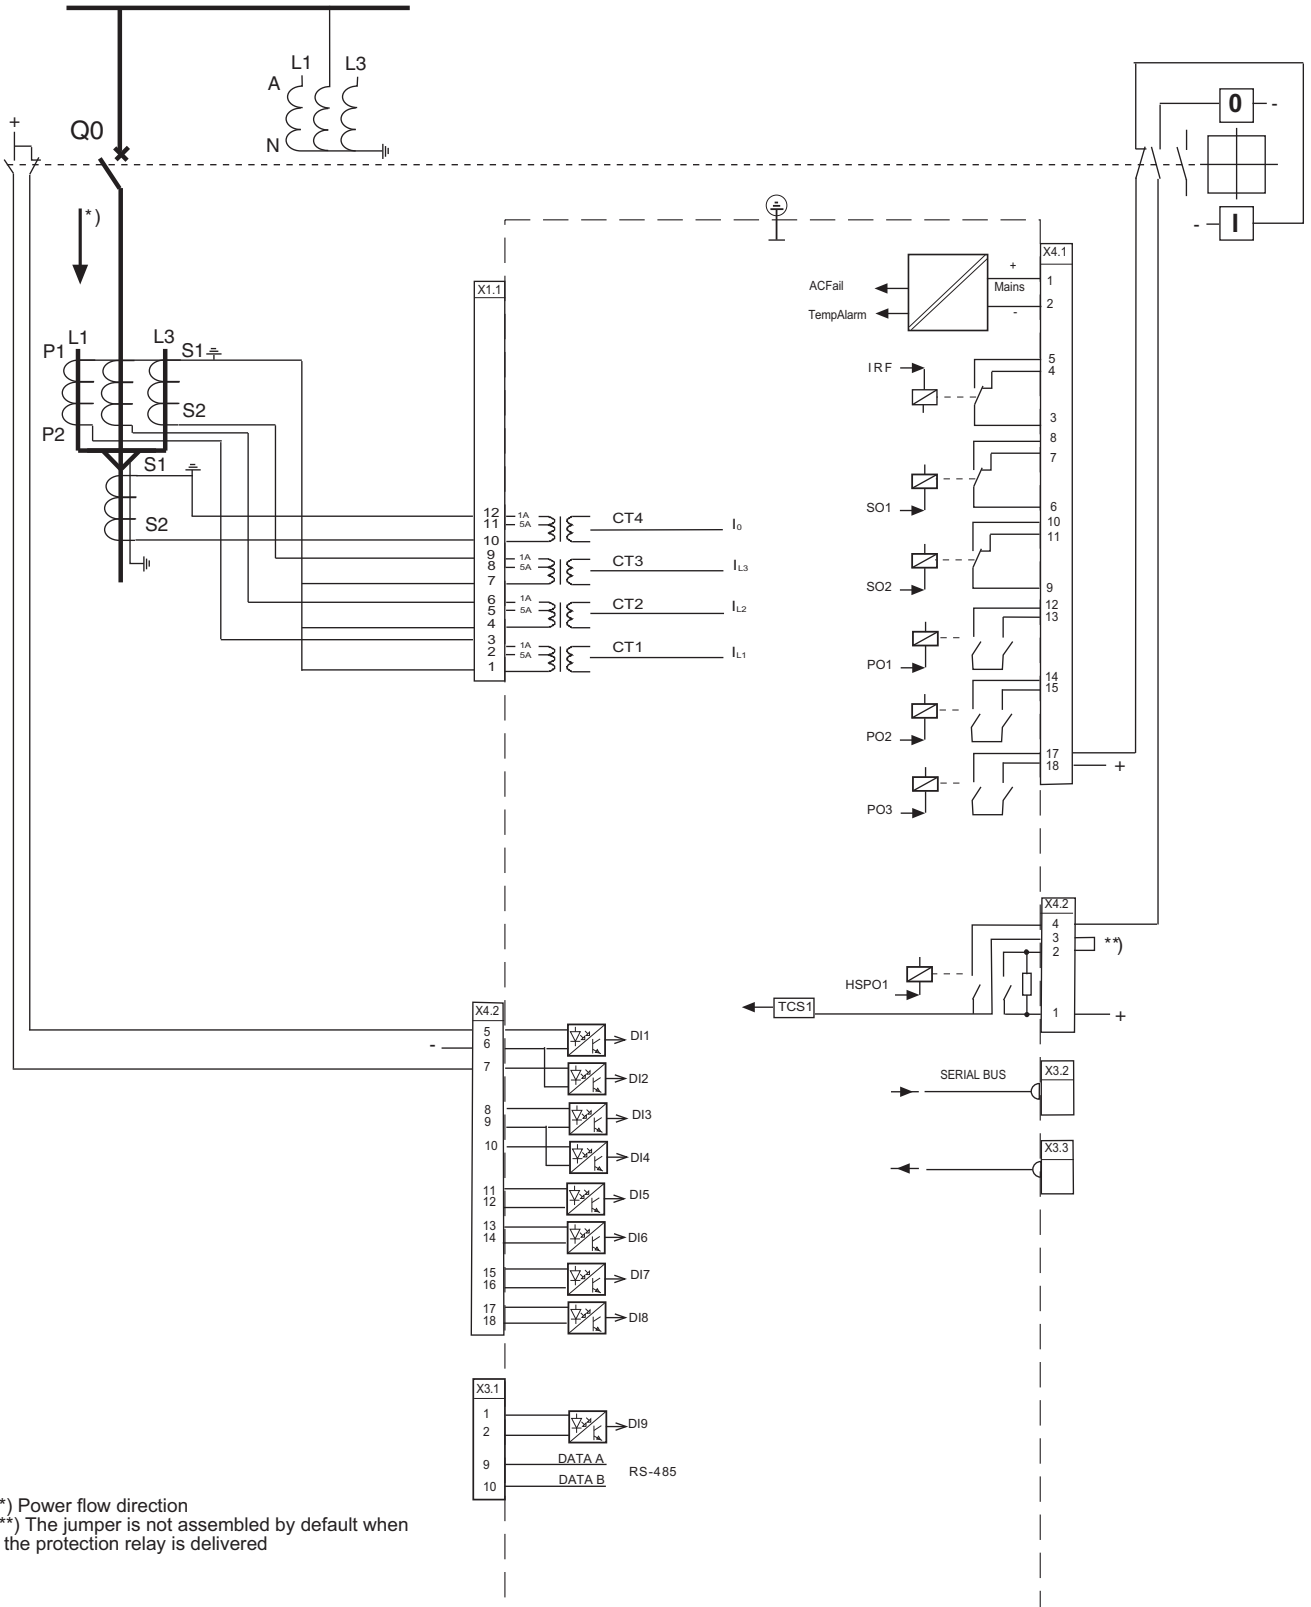 L1 L3
A
N
+
Q0
0 -
- I
*)
X4.1
+
ACFail Mains 1
TempAlarm - 2
X1.1
L1 L3
P1 S1
S2
P2
S1
S2
IRF 5
4
3
8
7
SO1 6
10
11
SO2 9
12
13
PO1
14
15
PO2
17
18 +
PO3
12 1A CT4 I0
11 5A
10
9 1A CT3 IL3
8 5A
7
6 1A CT2 IL2
5 5A
4
3
2 1A CT1 IL1
5A
1
X4.2
4
3 **)
2
HSPO1
TCS1 1 +
X4.2
5 DI1
- 6
7 DI2
8 DI3
9
10 DI4
11 DI5
12
13 DI6
14
15 DI7
16
17 DI8
18
SERIAL BUS X3.2
X3.3
X3.1
1 DI9
2
9 DATA A RS-485
10 DATA B
*) Power flow direction
**) The jumper is not assembled by default when
the protection relay is delivered